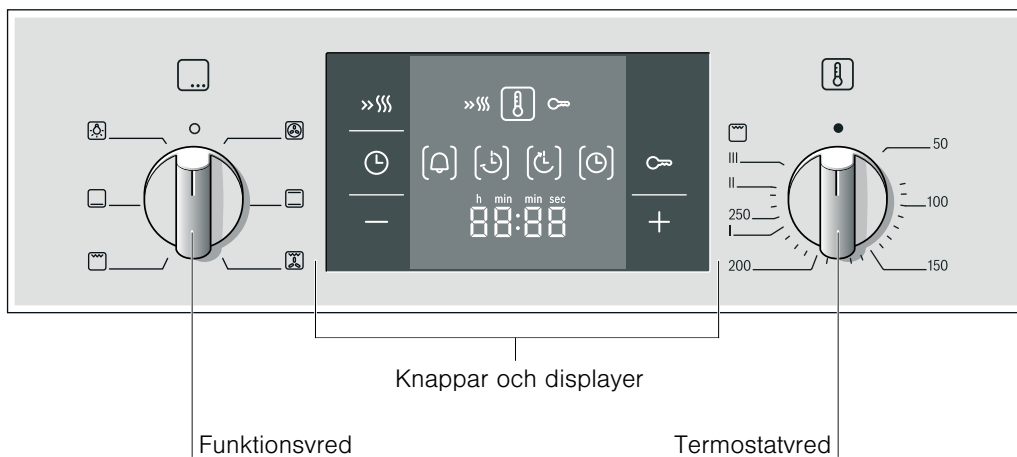 h min min sec
88:88
III
II
250
I
200
50
100
150
Knappar och displayer
Funktionsvred
Termostatvred